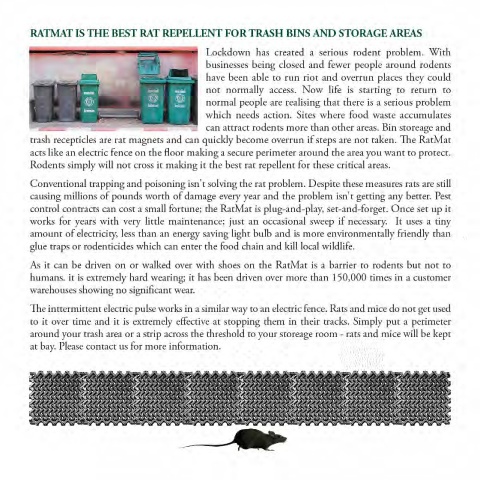 RATMAT IS THE BEST RAT REPELLENT FOR TRASH BINS AND STORAGE AREAS
Lockdown has created a serious rodent problem. With
businesses being closed and fewer people around rodents
have been able to run riot and overrun places they could
not normally access. Now life is starting to return to
normal people are realising that there is a serious problem
which needs action. Sites where food waste accumulates
can attract rodents more than other areas. Bin storeage and
trash recepticles are rat magnets and can quickly become overrun if steps are not taken. The RatMat
acts like an electric fence on the floor making a secure perimeter around the area you want to protect.
Rodents simply will not cross it making it the best rat repellent for these critical areas.
Conventional trapping and poisoning isn't solving the rat problem. Despite these measures rats are still
causing millions of pounds worth of damage every year and the problem isn't getting any better. Pest
control contracts can cost a small fortune; the RatMat is plug-and-play, set-and-forget. Once set up it
works for years with very little maintenance; just an occasional sweep if necessary. It uses a tiny
amount of electricity, less than an energy saving light bulb and is more environmentally friendly than
glue traps or rodenticides which can enter the food chain and kill local wildlife.
As it can be driven on or walked over with shoes on the RatMat is a barrier to rodents but not to
humans. it is extremely hard wearing; it has been driven over more than 150,000 times in a customer
warehouses showing no significant wear.
The inttermittent electric pulse works in a similar way to an electric fence. Rats and mice do not get used
to it over time and it is extremely effective at stopping them in their tracks. Simply put a perimeter
around your trash area or a strip across the threshold to your storeage room - rats and mice will be kept
at bay. Please contact us for more information.